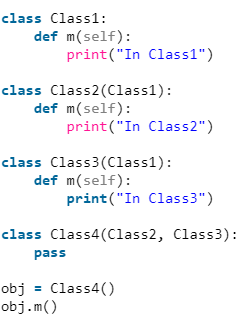 class Class1:
    def m(self):
        print("In Class1")

class Class2(Class1):
    def m(self):
        print("In Class2")

class Class3(Class1):
    def m(self):
        print("In Class3")

class Class4(Class2, Class3):
    pass

obj = Class4()
obj.m()